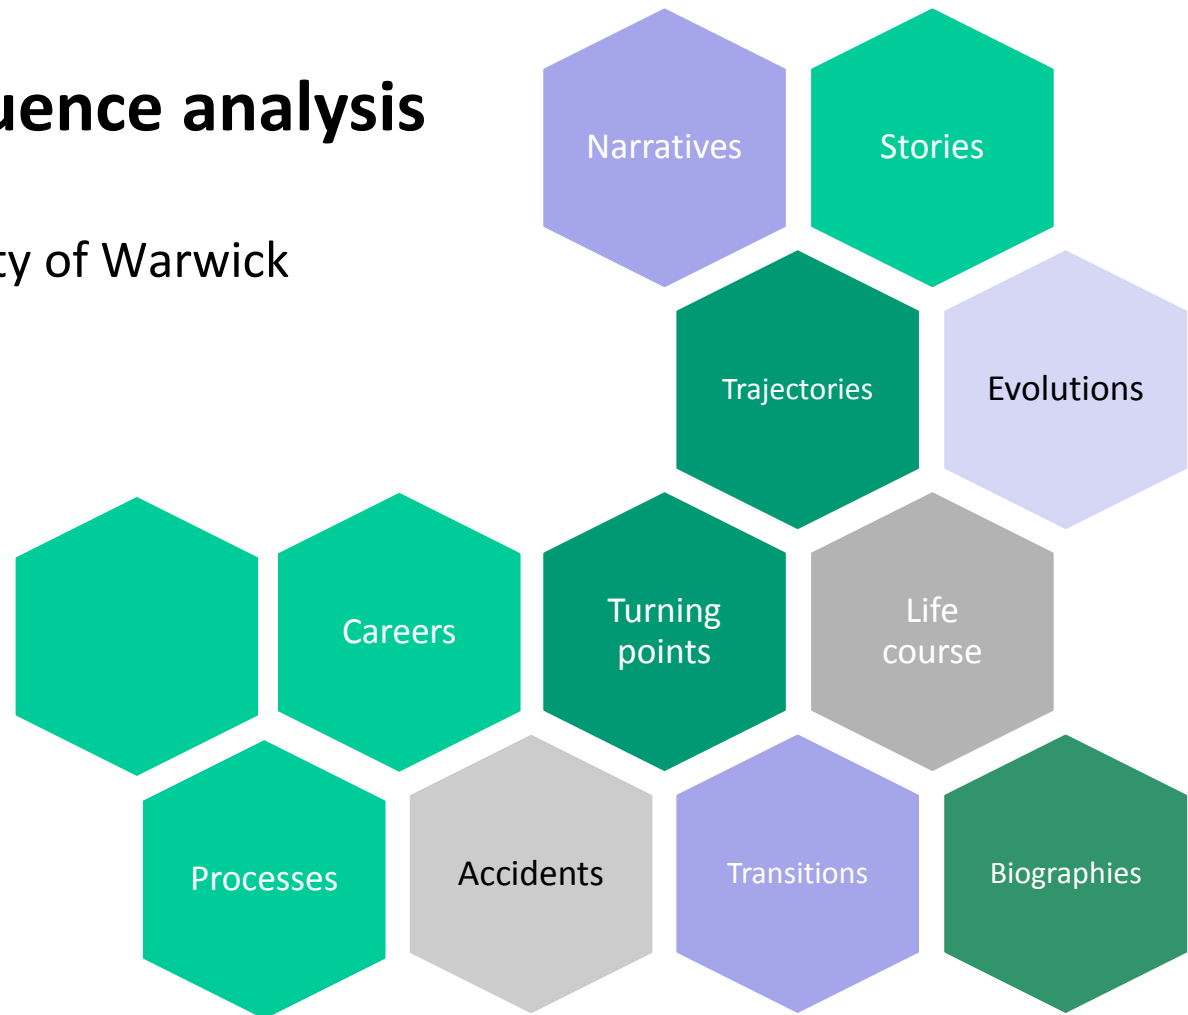 uence analysis
ty of Warwick
Narratives
Stories
Trajectories
Evolutions
Careers
Turning
points
Life
course
Processes
Accidents
Transitions
Biographies